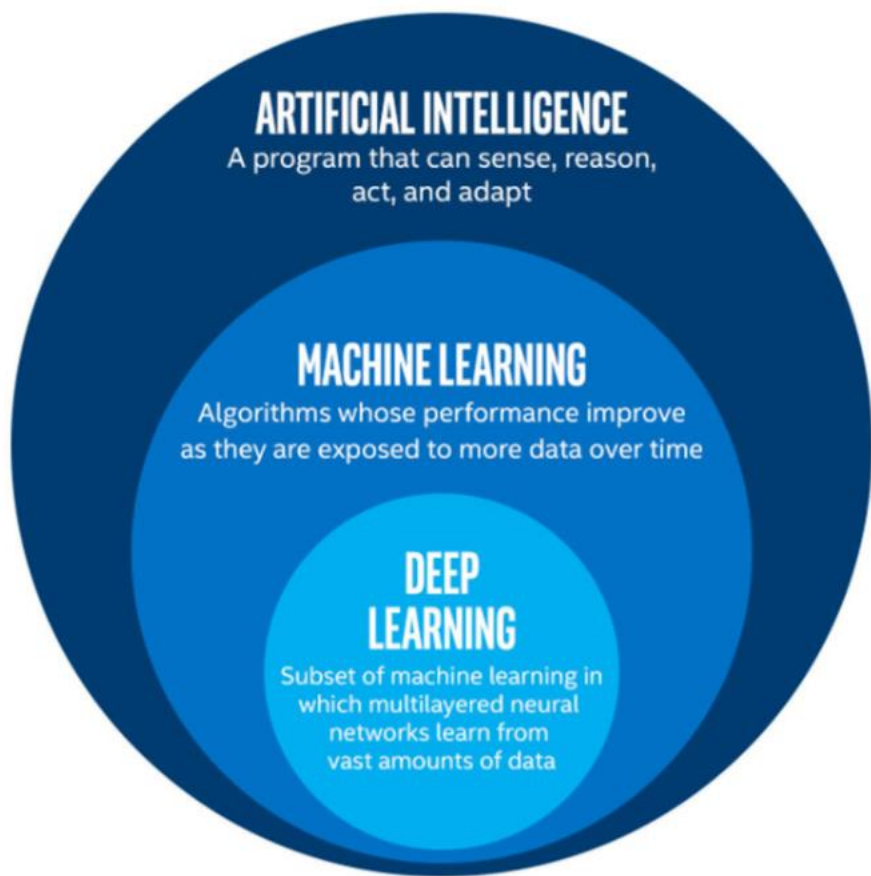 ARTIFICIAL INTELLIGENCE
A program that can sense, reason,
act, and adapt
MACHINE LEARNING
Algorithms whose performance improve
as they are exposed to more data over time
DEEP
LEARNING
Subset of machine learning in
which multilayered neural
networks learn from
vast amounts of data